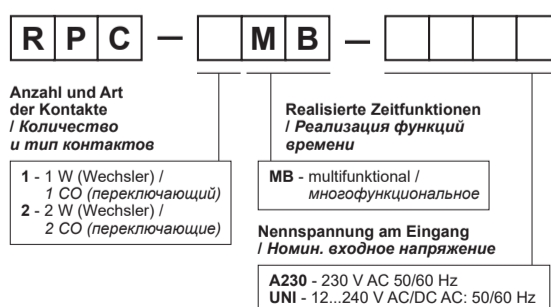 R P C – M B –
Anzahl und Art
der Kontakte
/ Количество
и тип контактов
1 - 1 W (Wechsler) /
1 CO (переключающий)
2 - 2 W (Wechsler) /
2 CO (переключающие)
Realisierte Zeitfunktionen
/ Реализация функций
времени
MB - multifunktional /
многофункциональное
Nennspannung am Eingang
/ Номин. входное напряжение
A230 - 230 V AC 50/60 Hz
UNI - 12...240 V AC/DC AC: 50/60 Hz